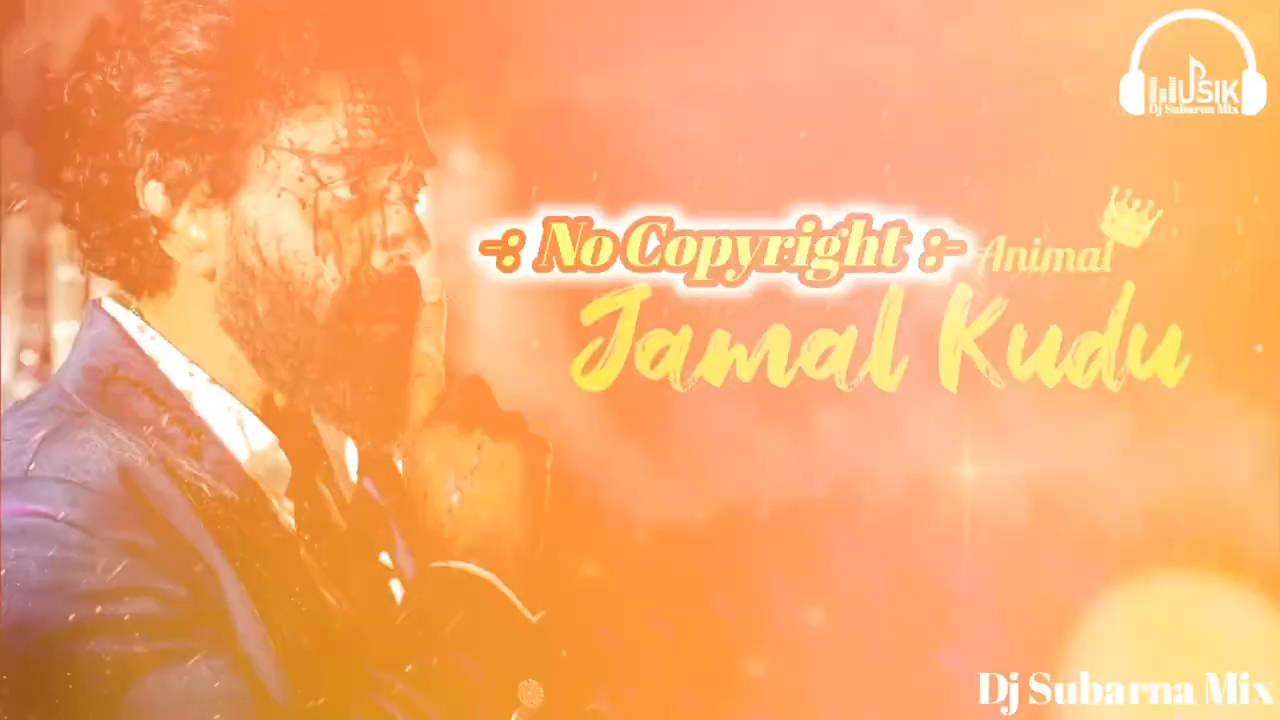 MUSIK
Dj Subarna Mix
-: No Copyright :-
Animal
Jamal Kudu
Dj Subarna Mix